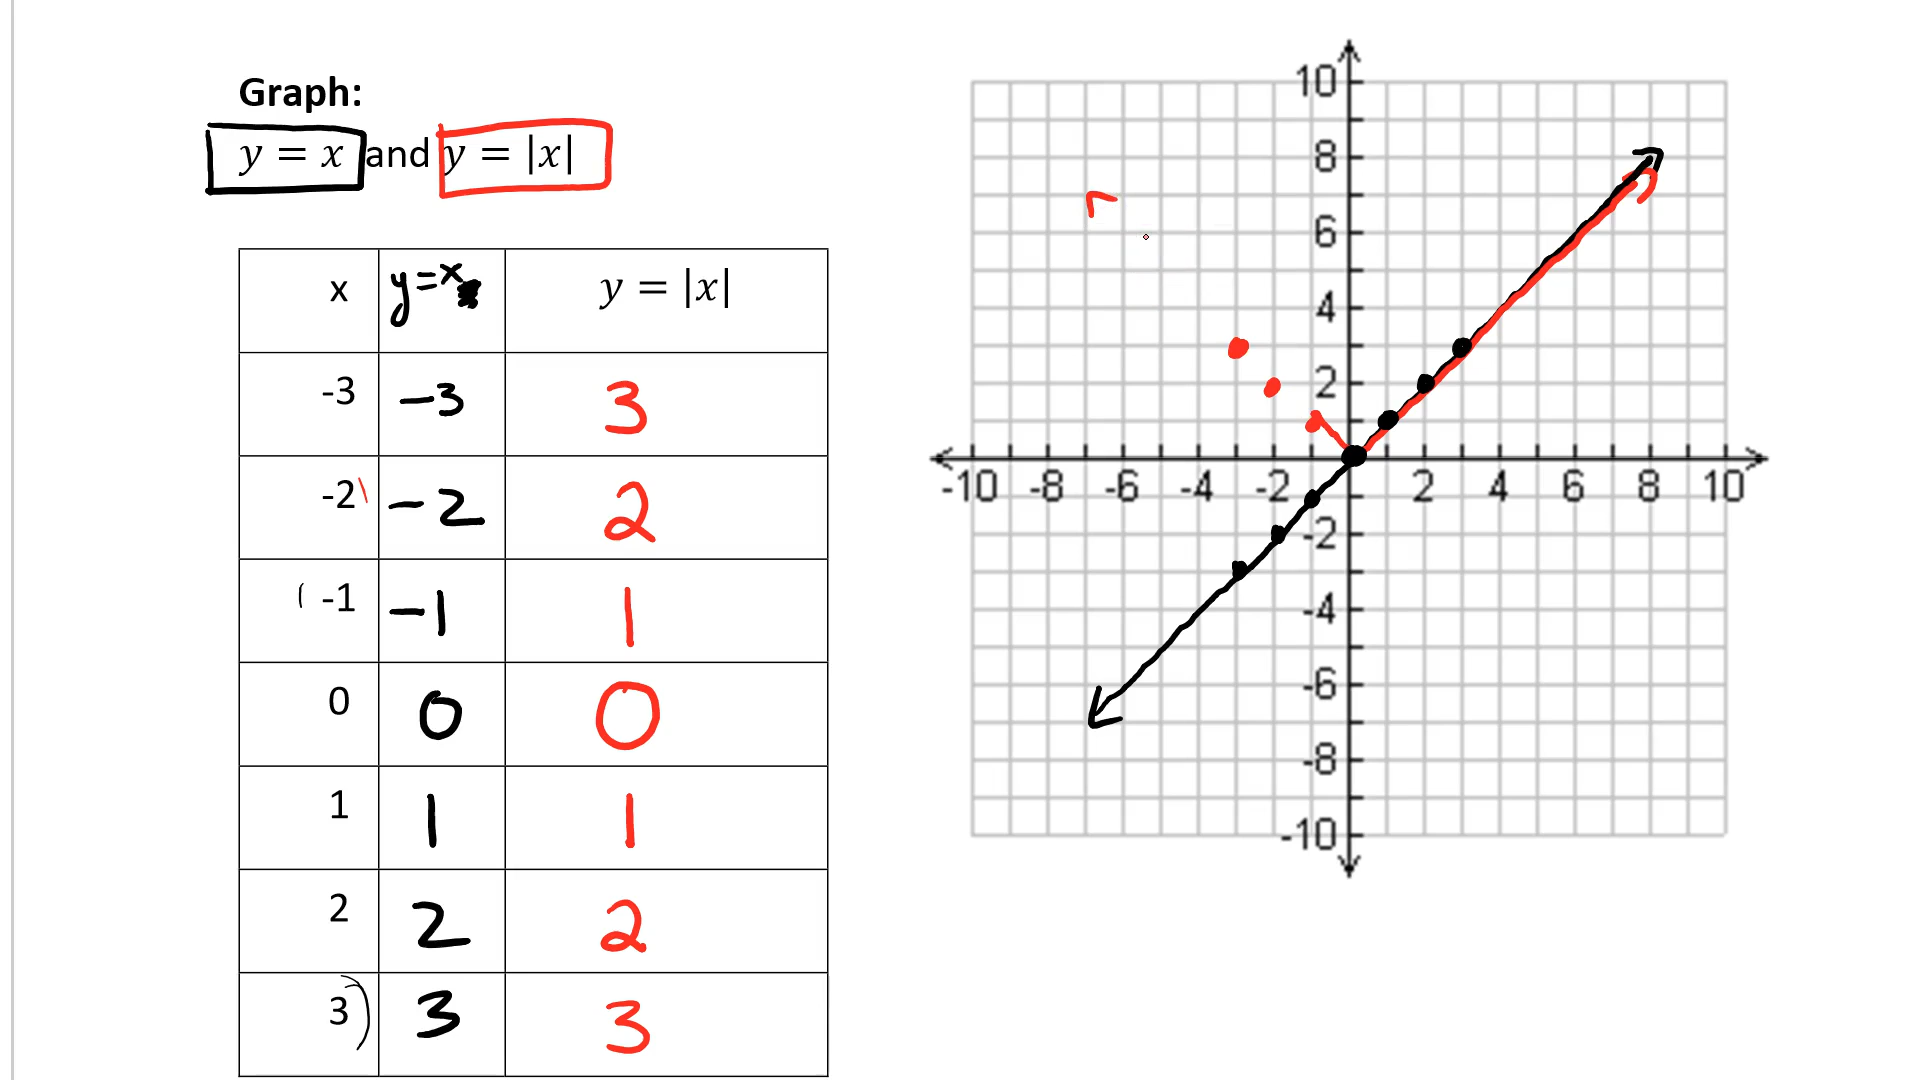 Graph:
y = x and y = |x|
x y=x y = |x|
-3 -3 3
-2 -2 2
-1 -1 1
0 0 0
1 1 1
2 2 2
3 3 3
10
8
6
4
2
-10 -8 -6 -4 -2 2 4 6 8 10
-2
-4
-6
-8
-10